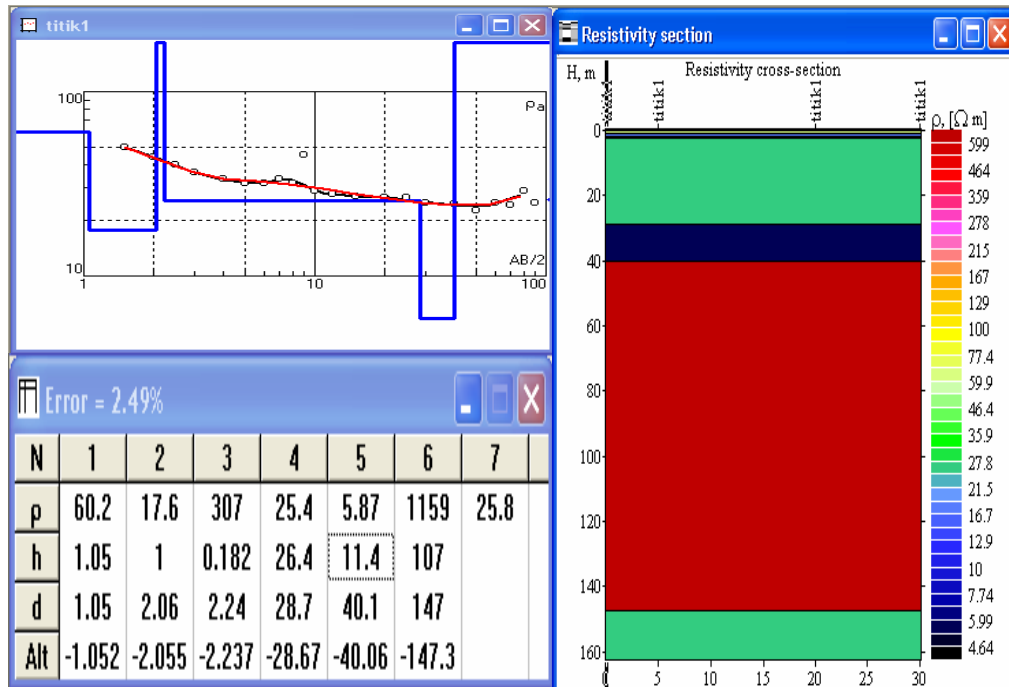 titik1
100
Pa
10
AB/2
1
10
100
Error = 2.49%
N 1 2 3 4 5 6 7
ρ 60.2 17.6 307 25.4 5.87 1159 25.8
h 1.05 1 0.182 26.4 11.4 107
d 1.05 2.06 2.24 28.7 40.1 147
Alt -1.052 -2.055 -2.237 -28.67 -40.06 -147.3
Resistivity section
H, m
Resistivity cross-section
titik1
titik1
titik1
ρ, [Ω m]
0
20
40
60
80
100
120
140
160
5
10
15
20
25
30
599
464
359
278
215
167
129
100
77.4
59.9
46.4
35.9
27.8
21.5
16.7
12.9
10
7.74
5.99
4.64